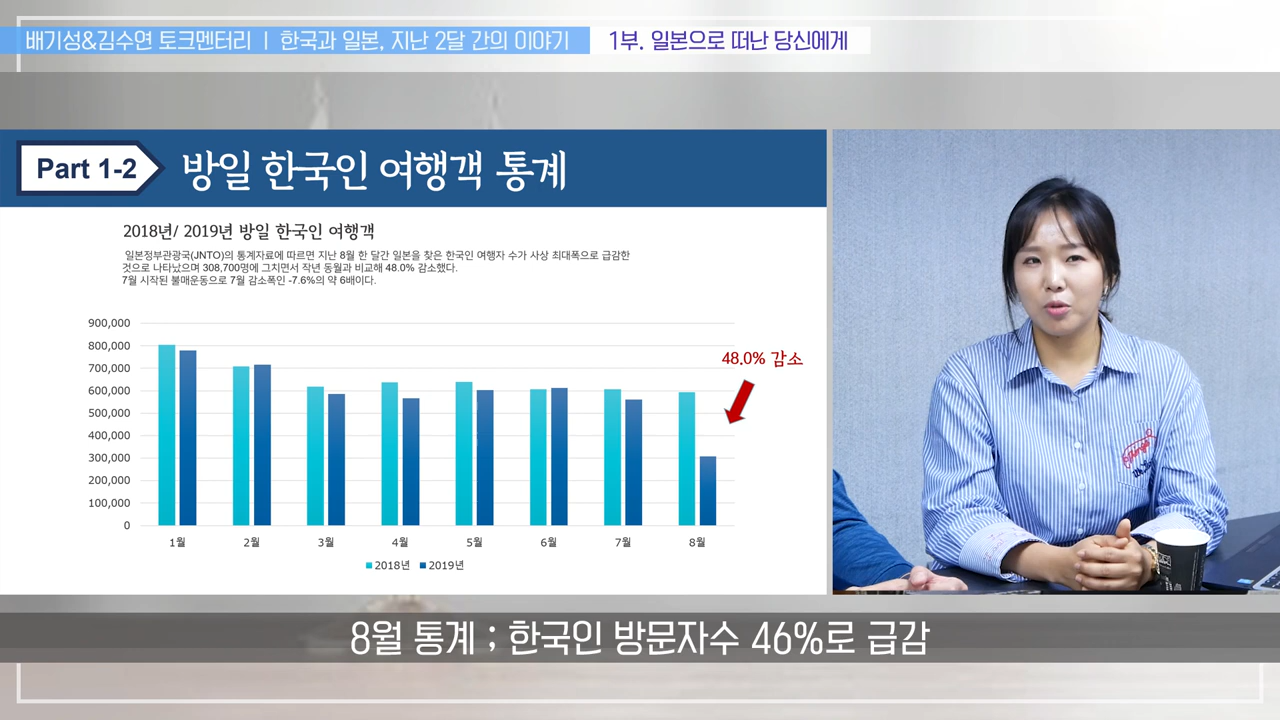 배기성&김수연 토크멘터리 ㅣ 한국과 일본, 지난 2달 간의 이야기
1부. 일본으로 떠난 당신에게
Part 1-2
방일 한국인 여행객 통계
2018년/ 2019년 방일 한국인 여행객
일본정부관광국(JNTO)의 통계자료에 따르면 지난 8월 한 달간 일본을 찾은 한국인 여행자 수가 사상 최대폭으로 급감한
것으로 나타났으며 308,700명에 그치면서 작년 동월과 비교해 48.0% 감소했다.
7월 시작된 불매운동으로 7월 감소폭인 -7.6%의 약 6배이다.
900,000
800,000
700,000
600,000
500,000
400,000
300,000
200,000
100,000
0
48.0% 감소
1월 2월 3월 4월 5월 6월 7월 8월
2018년 2019년
8월 통계 ; 한국인 방문자수 46%로 급감